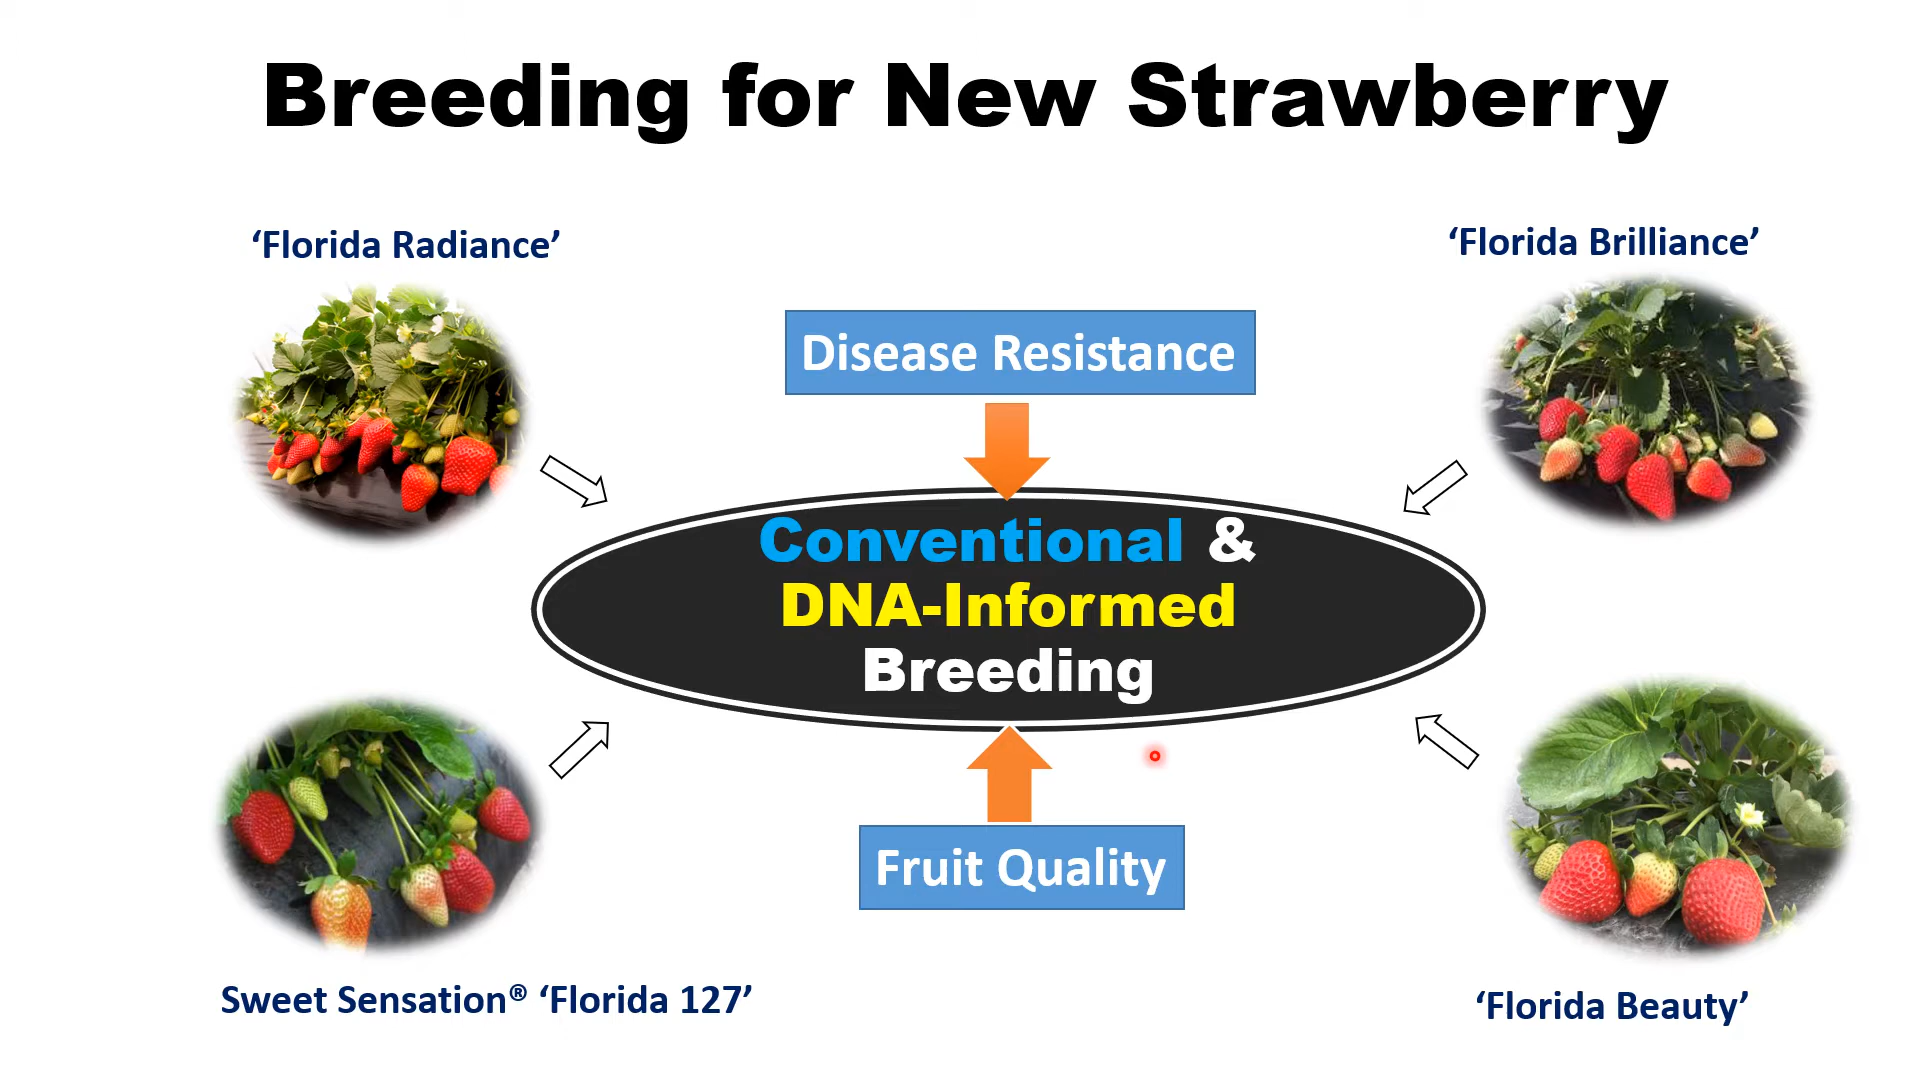 Breeding for New Strawberry
‘Florida Radiance’
‘Florida Brilliance’
Disease Resistance
Conventional &
DNA-Informed
Breeding
Fruit Quality
Sweet Sensation® ‘Florida 127’
‘Florida Beauty’